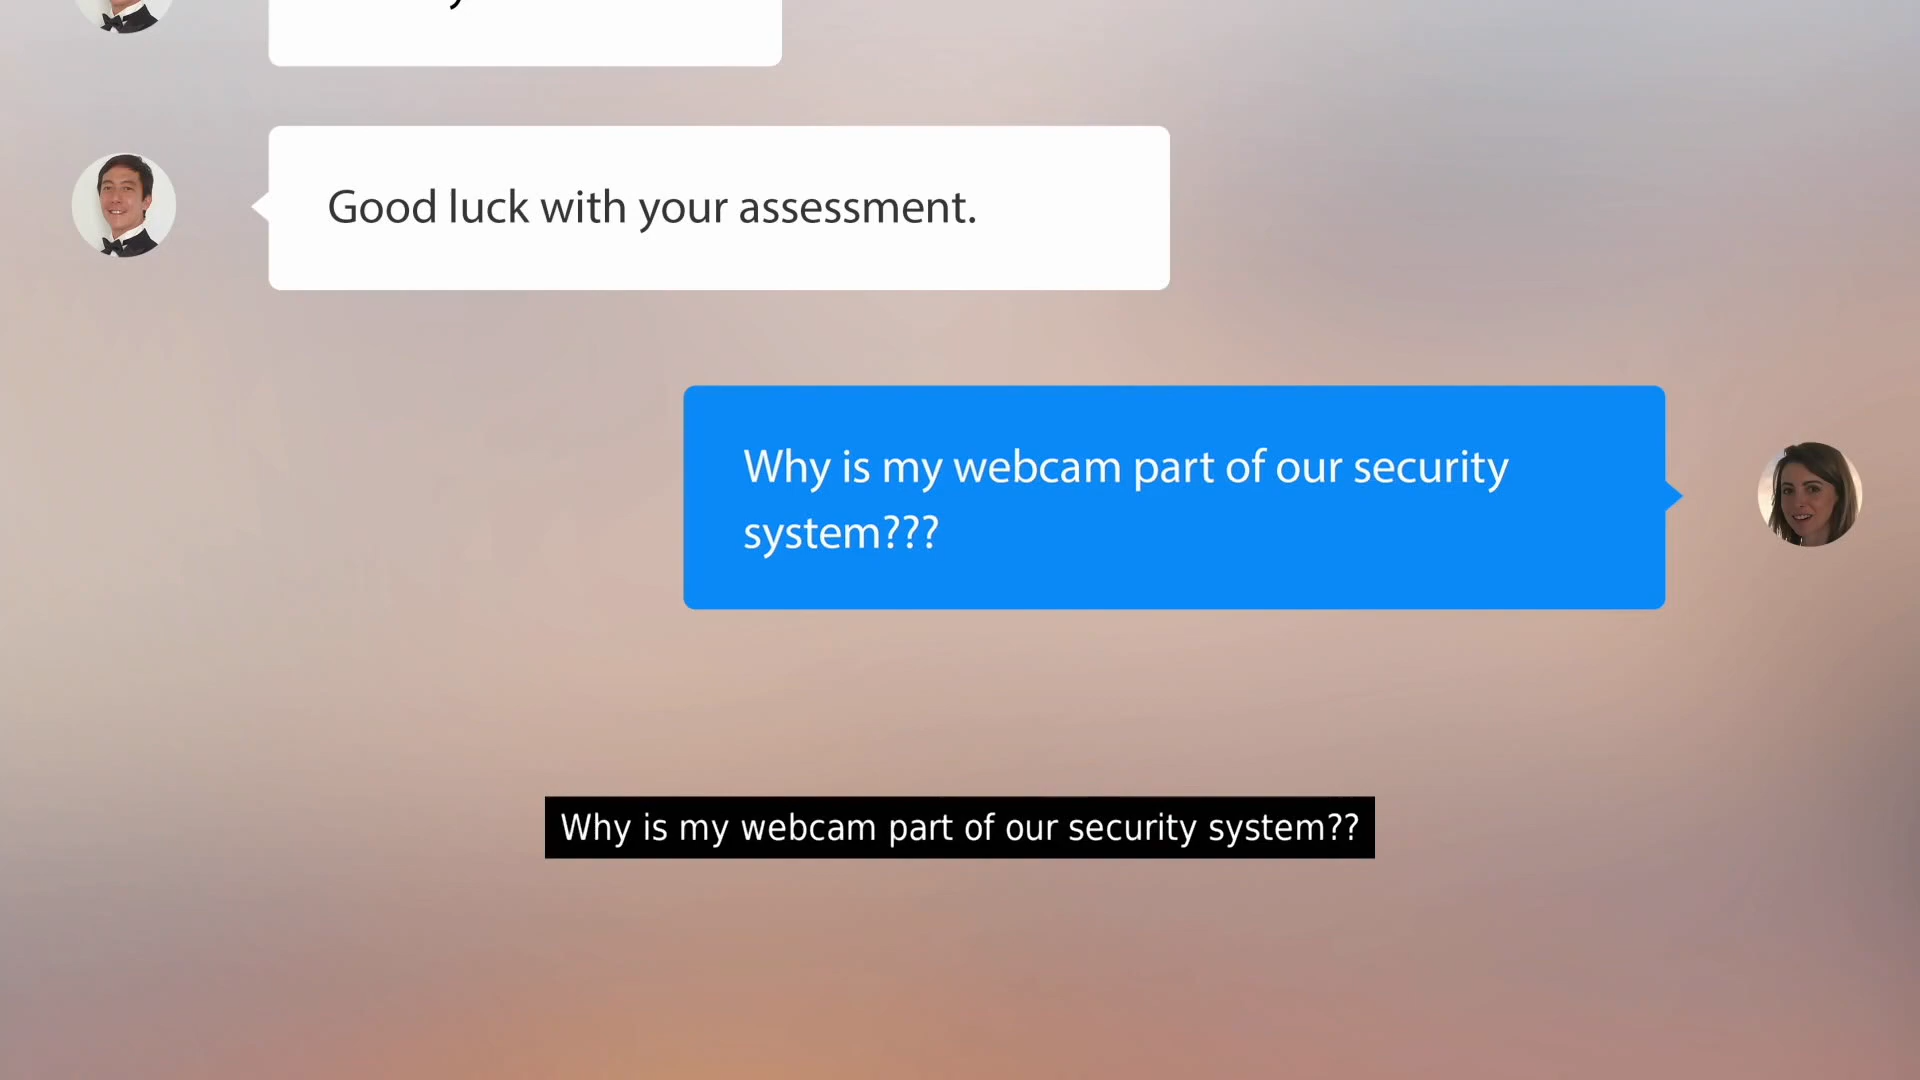 Good luck with your assessment.
Why is my webcam part of our security
system???
Why is my webcam part of our security system??